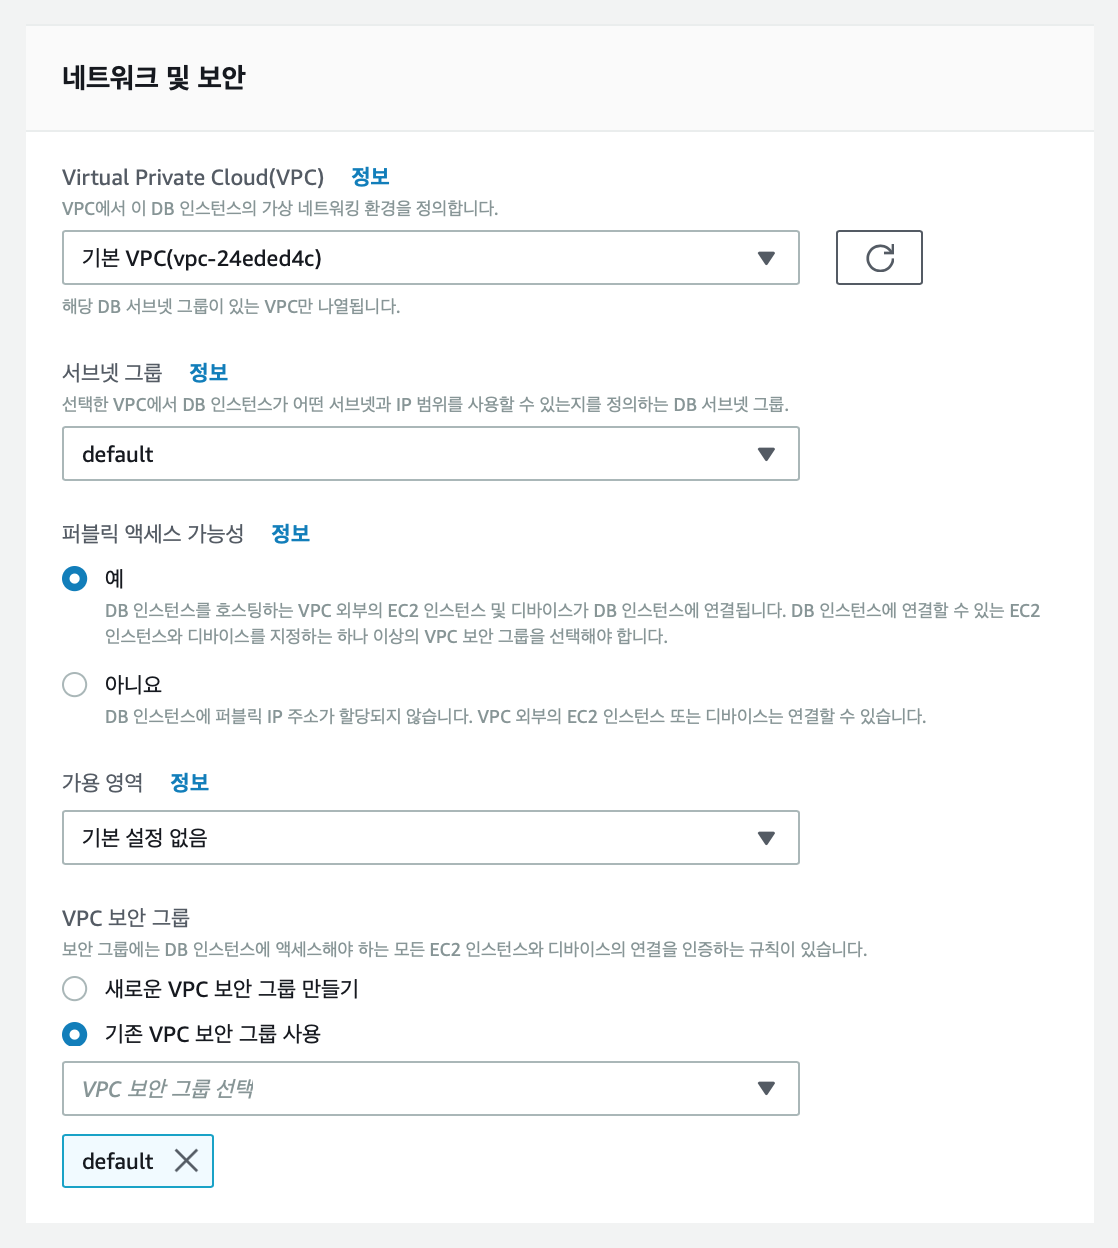 네트워크 및 보안
Virtual Private Cloud(VPC) 정보
VPC에서 이 DB 인스턴스의 가상 네트워킹 환경을 정의합니다.
기본 VPC(vpc-24eded4c)
해당 DB 서브넷 그룹이 있는 VPC만 나열됩니다.
서브넷 그룹 정보
선택한 VPC에서 DB 인스턴스가 어떤 서브넷과 IP 범위를 사용할 수 있는지를 정의하는 DB 서브넷 그룹.
default
퍼블릭 액세스 가능성 정보
예
DB 인스턴스를 호스팅하는 VPC 외부의 EC2 인스턴스 및 디바이스가 DB 인스턴스에 연결됩니다. DB 인스턴스에 연결할 수 있는 EC2
인스턴스와 디바이스를 지정하는 하나 이상의 VPC 보안 그룹을 선택해야 합니다.
아니요
DB 인스턴스에 퍼블릭 IP 주소가 할당되지 않습니다. VPC 외부의 EC2 인스턴스 또는 디바이스는 연결할 수 있습니다.
가용 영역 정보
기본 설정 없음
VPC 보안 그룹
보안 그룹에는 DB 인스턴스에 액세스해야 하는 모든 EC2 인스턴스와 디바이스의 연결을 인증하는 규칙이 있습니다.
새로운 VPC 보안 그룹 만들기
기존 VPC 보안 그룹 사용
VPC 보안 그룹 선택
default